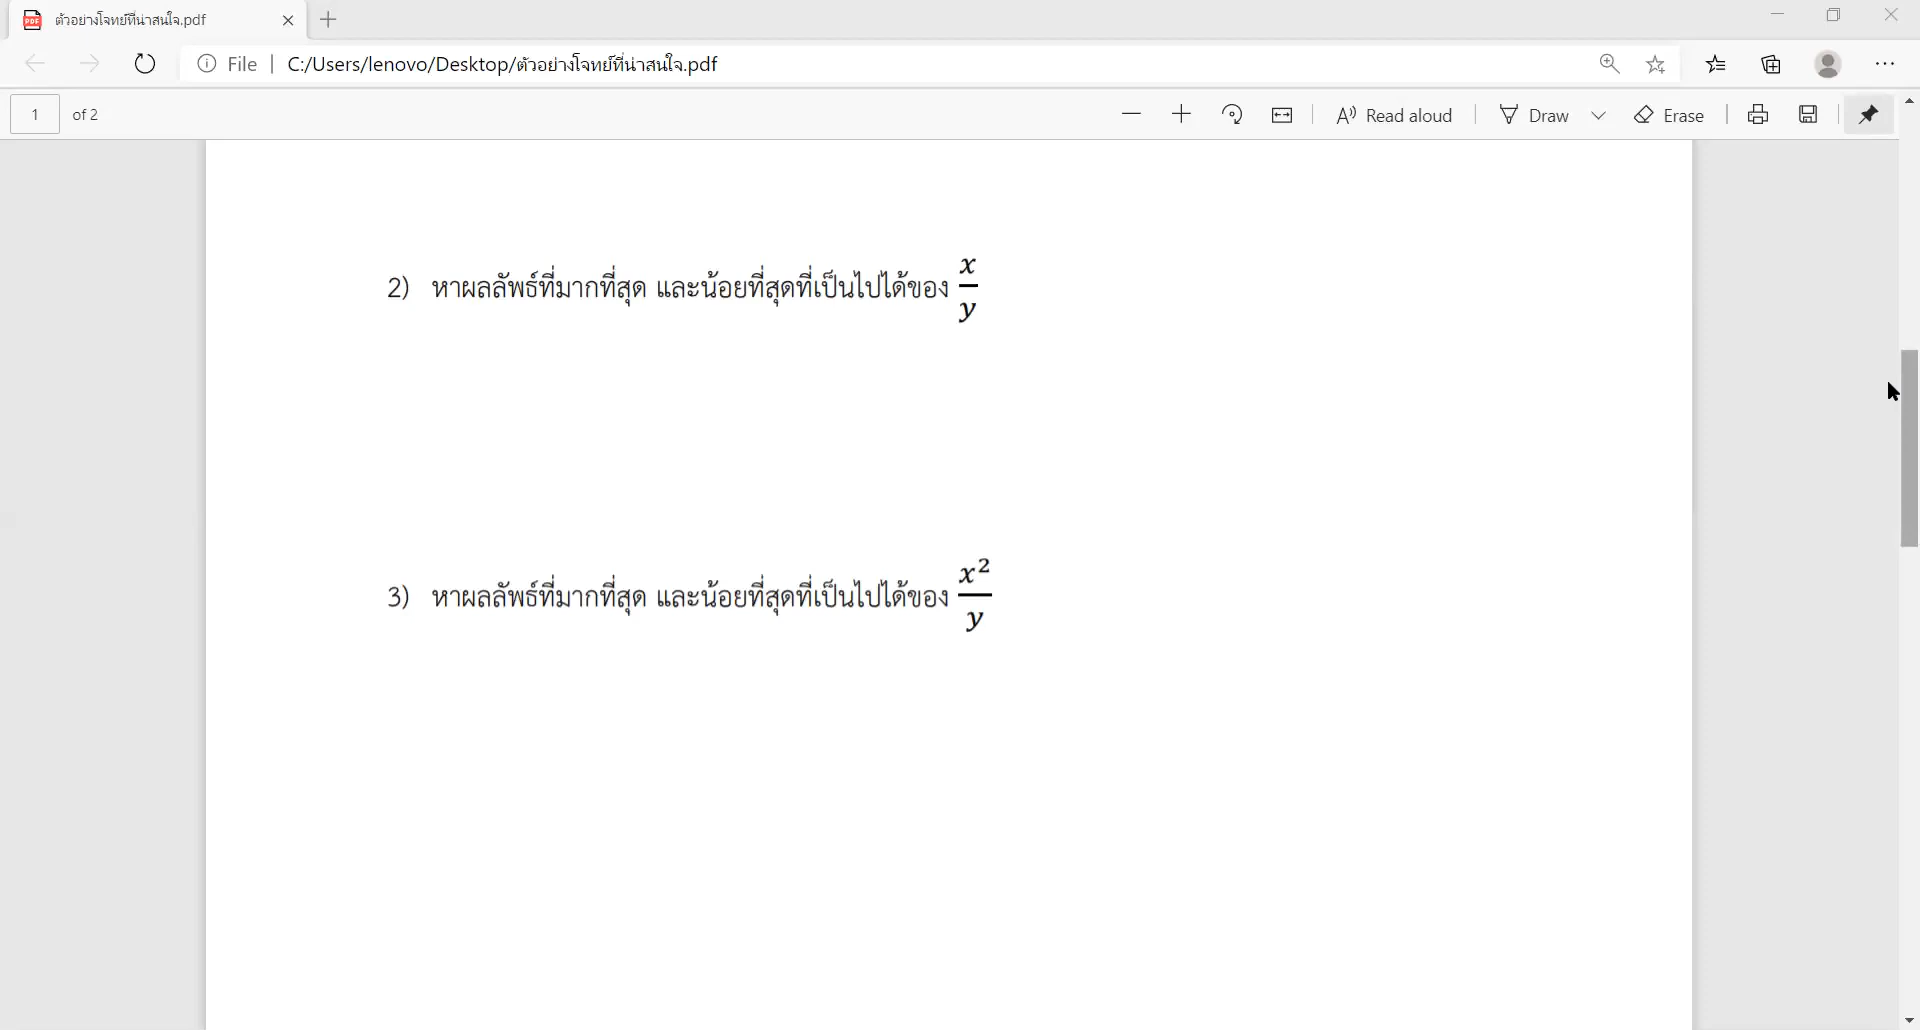 ตัวอย่างโจทย์ที่น่าสนใจ.pdf
File | C:/Users/lenovo/Desktop/ตัวอย่างโจทย์ที่น่าสนใจ.pdf
1 of 2
Read aloud
Draw
Erase
2) หาผลลัพธ์ที่มากที่สุด และน้อยที่สุดที่เป็นไปได้ของ x/y
3) หาผลลัพธ์ที่มากที่สุด และน้อยที่สุดที่เป็นไปได้ของ x²/y